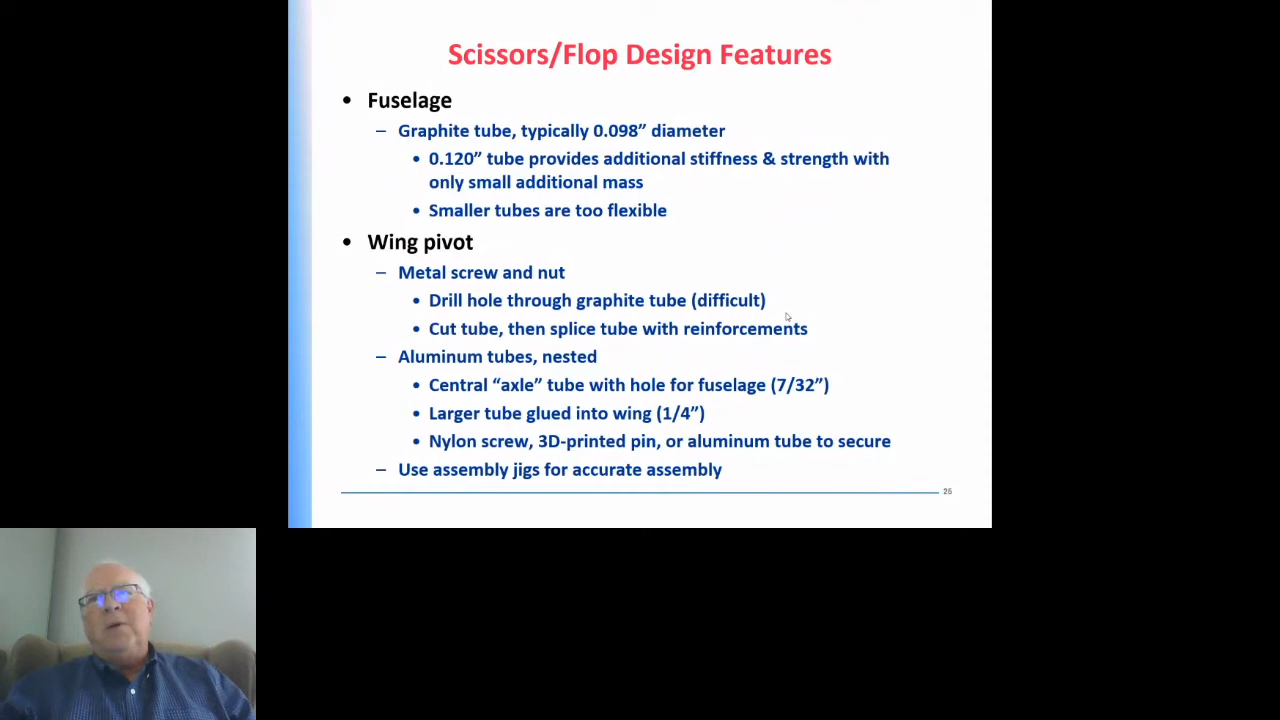 Scissors/Flop Design Features
• Fuselage
– Graphite tube, typically 0.098” diameter
• 0.120” tube provides additional stiffness & strength with
only small additional mass
• Smaller tubes are too flexible
• Wing pivot
– Metal screw and nut
• Drill hole through graphite tube (difficult)
• Cut tube, then splice tube with reinforcements
– Aluminum tubes, nested
• Central “axle” tube with hole for fuselage (7/32”)
• Larger tube glued into wing (1/4”)
• Nylon screw, 3D-printed pin, or aluminum tube to secure
– Use assembly jigs for accurate assembly
25